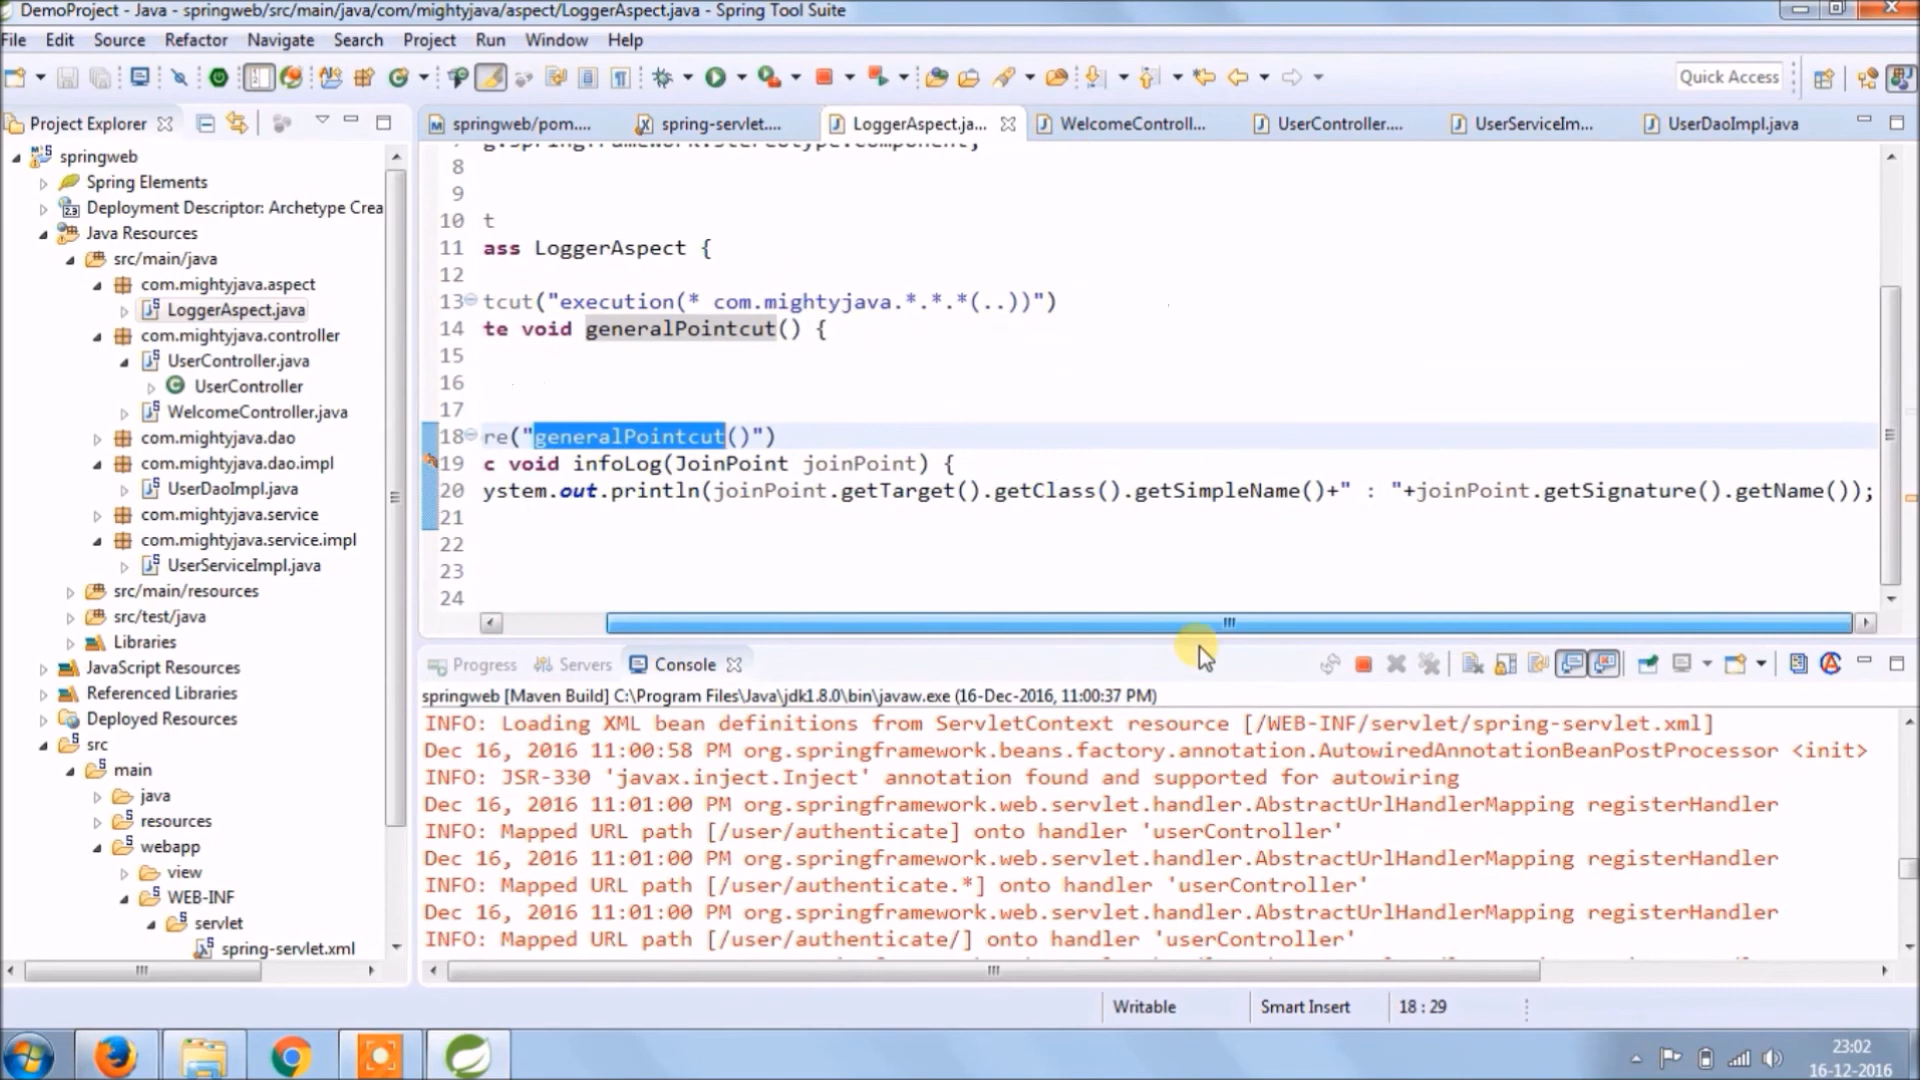 DemoProject - Java - springweb/src/main/java/com/mightyjava/aspect/LoggerAspect.java - Spring Tool Suite
File Edit Source Refactor Navigate Search Project Run Window Help
Quick Access
Project Explorer
springweb/pom....
spring-servlet....
LoggerAspect.ja...
WelcomeControll...
UserController....
UserServiceIm...
UserDaoImpl.java
springweb
Spring Elements
Deployment Descriptor: Archetype Crea
Java Resources
src/main/java
com.mightyjava.aspect
LoggerAspect.java
com.mightyjava.controller
UserController.java
UserController
WelcomeController.java
com.mightyjava.dao
com.mightyjava.dao.impl
UserDaoImpl.java
com.mightyjava.service
com.mightyjava.service.impl
UserServiceImpl.java
src/main/resources
src/test/java
Libraries
JavaScript Resources
Referenced Libraries
Deployed Resources
src
main
java
resources
webapp
view
WEB-INF
servlet
spring-servlet.xml
g.springframework.stereotype.Component;
8
9
10 t
11 ass LoggerAspect {
12
13 tcut("execution(* com.mightyjava.*.*.*(..))")
14 te void generalPointcut() {
15
16
17
18 re("generalPointcut()")
19 c void infoLog(JoinPoint joinPoint) {
20 ystem.out.println(joinPoint.getTarget().getClass().getSimpleName()+" : "+joinPoint.getSignature().getName());
21
22
23
24
Progress Servers Console
springweb [Maven Build] C:\Program Files\Java\jdk1.8.0\bin\javaw.exe (16-Dec-2016, 11:00:37 PM)
INFO: Loading XML bean definitions from ServletContext resource [/WEB-INF/servlet/spring-servlet.xml]
Dec 16, 2016 11:00:58 PM org.springframework.beans.factory.annotation.AutowiredAnnotationBeanPostProcessor <init>
INFO: JSR-330 'javax.inject.Inject' annotation found and supported for autowiring
Dec 16, 2016 11:01:00 PM org.springframework.web.servlet.handler.AbstractUrlHandlerMapping registerHandler
INFO: Mapped URL path [/user/authenticate] onto handler 'userController'
Dec 16, 2016 11:01:00 PM org.springframework.web.servlet.handler.AbstractUrlHandlerMapping registerHandler
INFO: Mapped URL path [/user/authenticate.*] onto handler 'userController'
Dec 16, 2016 11:01:00 PM org.springframework.web.servlet.handler.AbstractUrlHandlerMapping registerHandler
INFO: Mapped URL path [/user/authenticate/] onto handler 'userController'
Writable
Smart Insert
18 : 29
23:02
16-12-2016